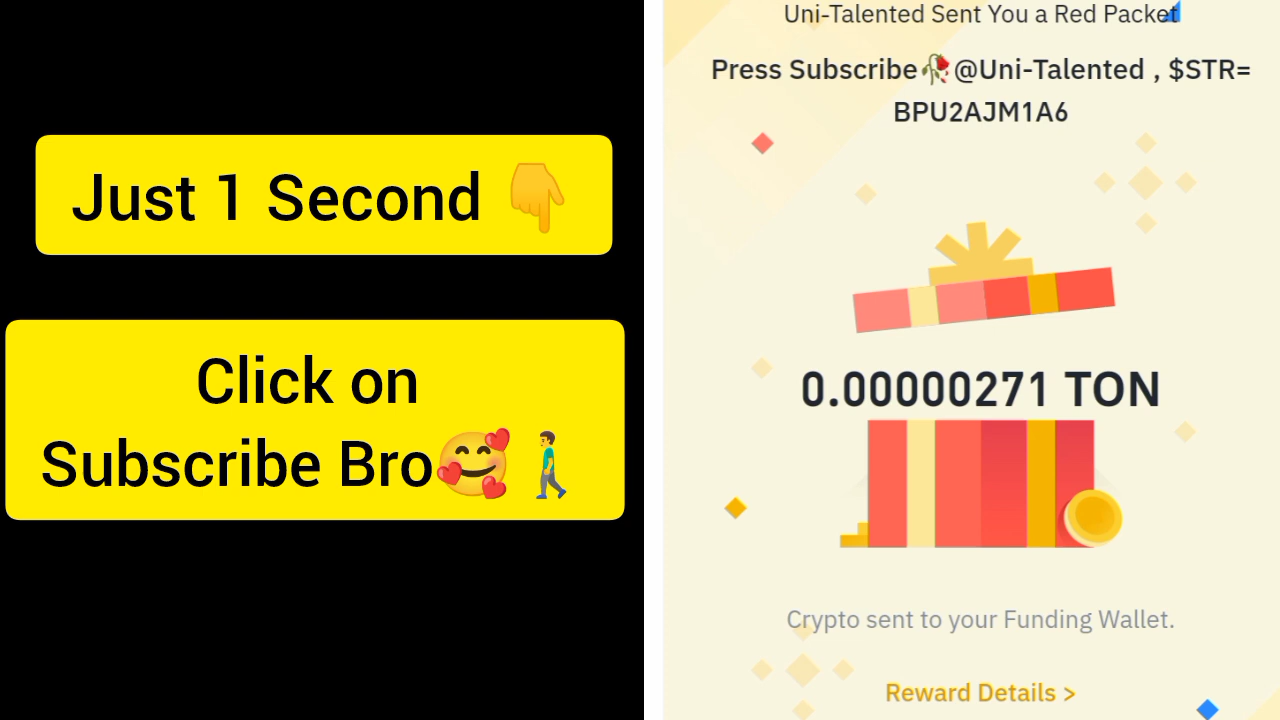 Just 1 Second 👇
Click on
Subscribe Bro🥰🚶‍♂️
Uni-Talented Sent You a Red Packet
Press Subscribe🥀@Uni-Talented , $STR=
BPU2AJM1A6
0.00000271 TON
Crypto sent to your Funding Wallet.
Reward Details >